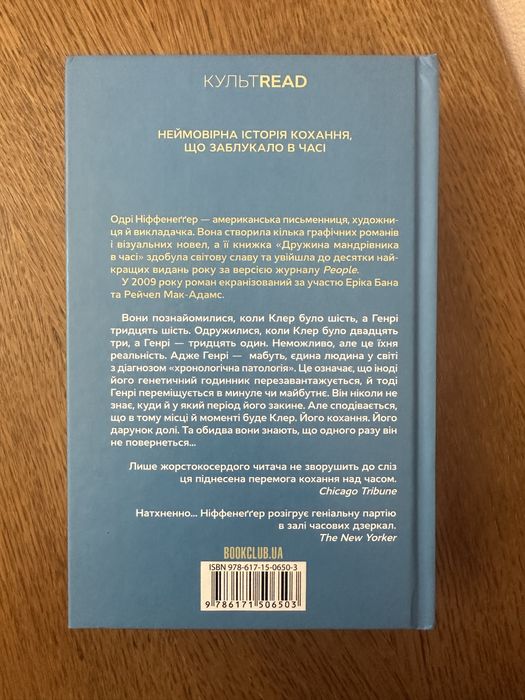 КУЛЬТREAD
НЕЙМОВІРНА ІСТОРІЯ КОХАННЯ,
ЩО ЗАБЛУКАЛО В ЧАСІ
Одрі Ніффенеґґер — американська письменниця, художни-
ця й викладачка. Вона створила кілька графічних романів
і візуальних новел, а її книжка «Дружина мандрівника
в часі» здобула світову славу та увійшла до десятки най-
кращих видань року за версією журналу People.
У 2009 року роман екранізований за участю Еріка Бана
та Рейчел Мак-Адамс.
Вони познайомилися, коли Клер було шість, а Генрі
тридцять шість. Одружилися, коли Клер було двадцять
три, а Генрі — тридцять один. Неможливо, але це їхня
реальність. Адже Генрі — мабуть, єдина людина у світі
з діагнозом «хронологічна патологія». Це означає, що іноді
його генетичний годинник перезавантажується, й тоді
Генрі переміщується в минуле чи майбутнє. Він ніколи не
знає, куди й у який період його закине. Але сподівається,
що в тому місці й моменті буде Клер. Його кохання. Його
дарунок долі. Та обидва вони знають, що одного разу він
не повернеться...
Лише жорстокосердого читача не зворушить до сліз
ця піднесена перемога кохання над часом.
Chicago Tribune
Натхненно... Ніффенеґґер розігрує геніальну партію
в залі часових дзеркал.
The New Yorker
BOOKCLUB.UA
ISBN 978-617-15-0650-3
9 786171 506503